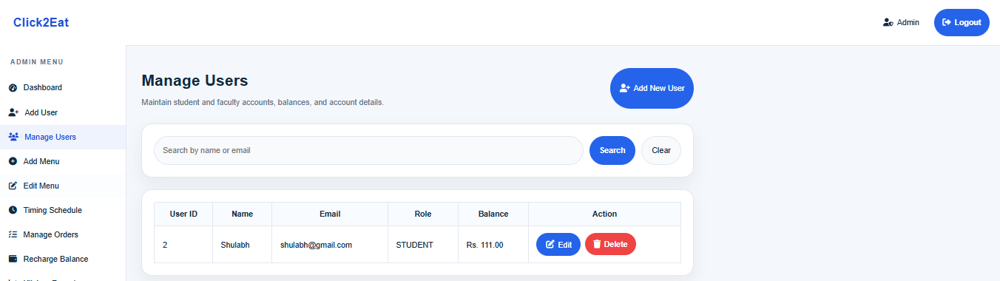 Click2Eat
Admin
Logout
ADMIN MENU
Dashboard
Add User
Manage Users
Add Menu
Edit Menu
Timing Schedule
Manage Orders
Recharge Balance
Manage Users
Add New User
Maintain student and faculty accounts, balances, and account details.
Search by name or email
Search
Clear
User ID Name Email Role Balance Action
2 Shulabh shulabh@gmail.com STUDENT Rs. 111.00 Edit Delete